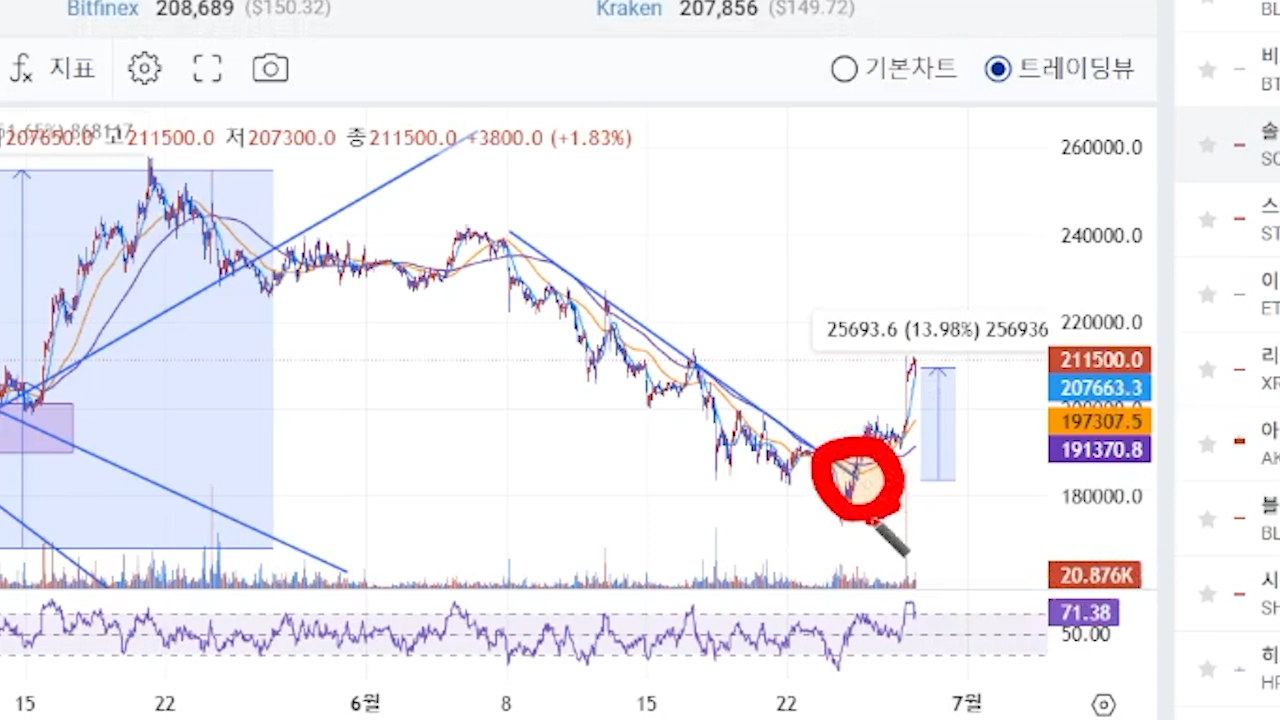 Bitfinex 208,689 ($150.32) Kraken 207,856 ($149.72)
지표 기본차트 트레이딩뷰
207650.0 고211500.0 저207300.0 종211500.0 +3800.0 (+1.83%)
260000.0
240000.0
220000.0
25693.6 (13.98%) 256936
211500.0
207663.3
197307.5
191370.8
180000.0
20.876K
71.38
50.00
15 22 6월 8 15 22 7월
비
BT
솔
SO
스
ST
이
ET
리
XR
아
AK
블
BL
시
SH
히
HP